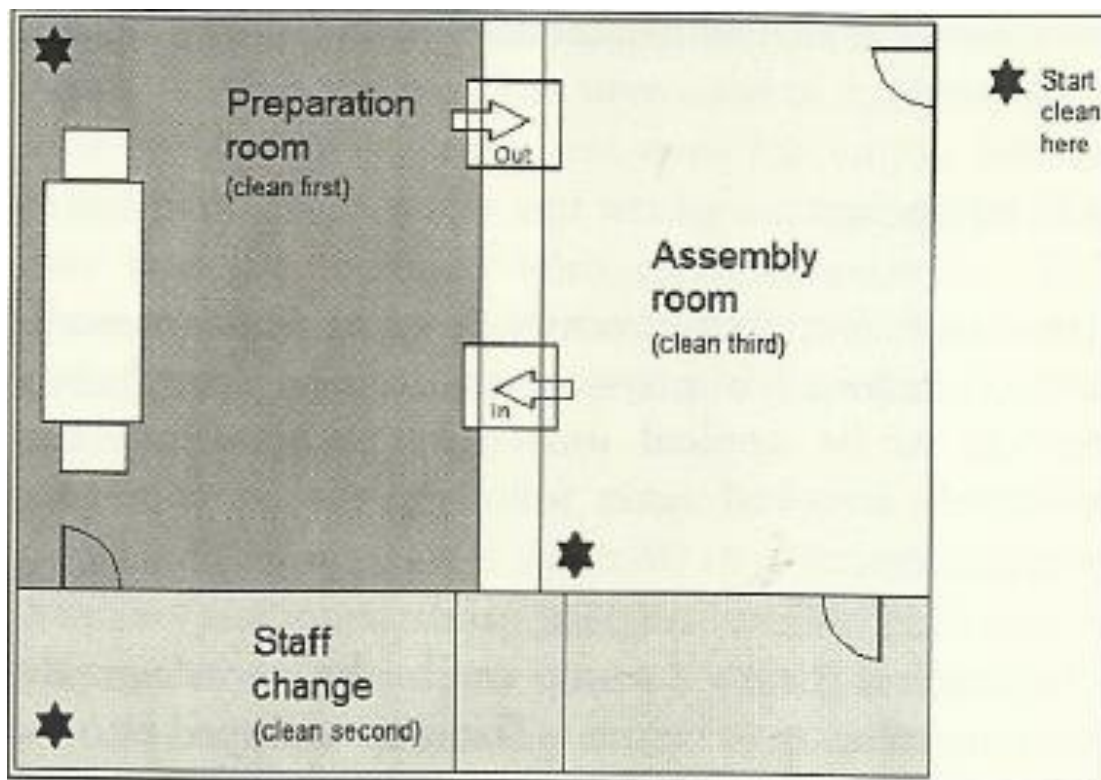 Preparation
room
(clean first)
Out
Start
clean
here
Assembly
room
(clean third)
In
Staff
change
(clean second)